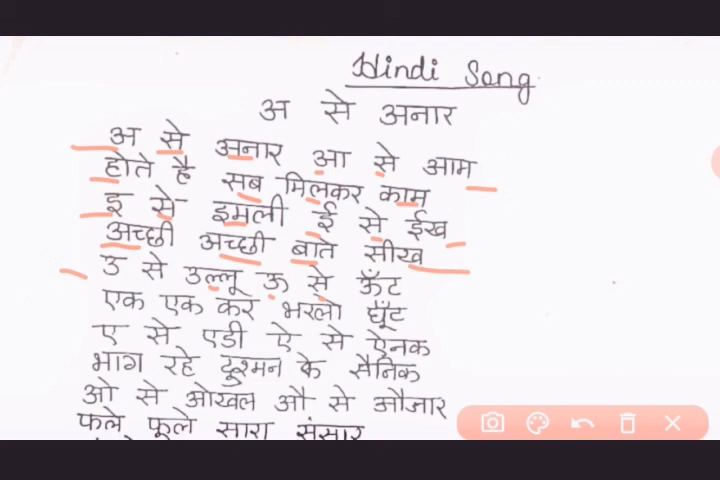 Hindi Song
अ से अनार
अ से अनार आ से आम
होते है सब मिलकर काम
इ से इमली ई से ईख
अच्छी अच्छी बाते सीख
उ से उल्लू ऊ से ऊँट
एक एक कर भरलो घूँट
ए से एडी ऐ से ऐनक
भाग रहे दुश्मन के सैनिक
ओ से ओखल औ से औजार
फले फूले सारा संसार